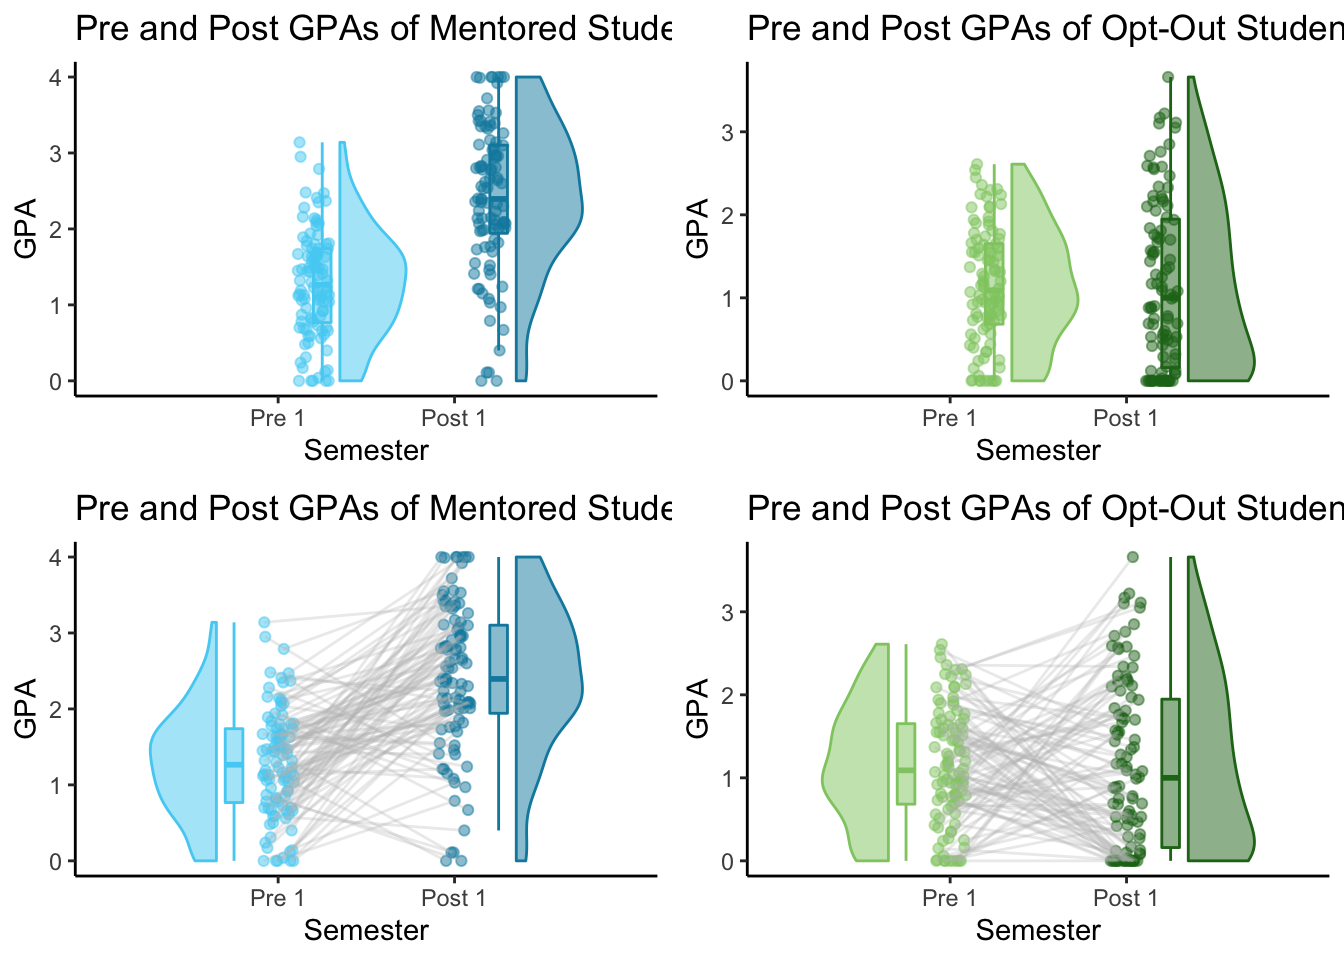 Pre and Post GPAs of Mentored Stude
4
3
2
1
0
GPA
Pre 1
Post 1
Semester
Pre and Post GPAs of Opt-Out Studen
3
2
1
0
GPA
Pre 1
Post 1
Semester
Pre and Post GPAs of Mentored Stude
4
3
2
1
0
GPA
Pre 1
Post 1
Semester
Pre and Post GPAs of Opt-Out Studen
3
2
1
0
GPA
Pre 1
Post 1
Semester